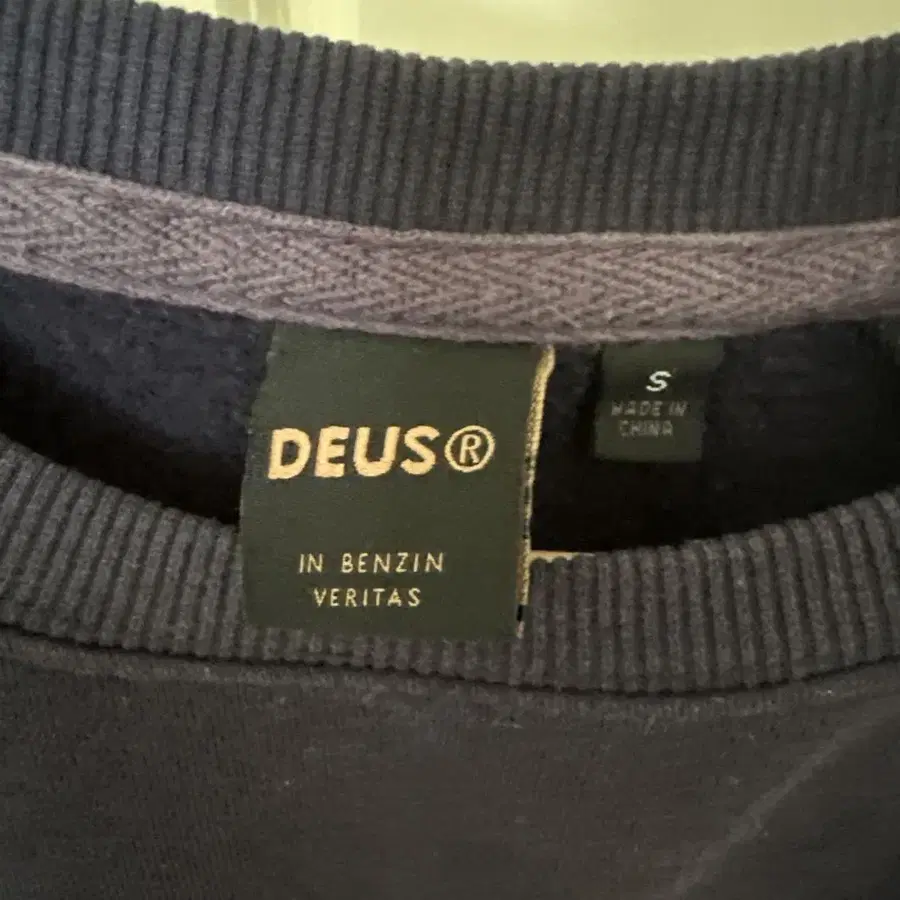 DEUS®
IN BENZIN
VERITAS
S
MADE IN
CHINA